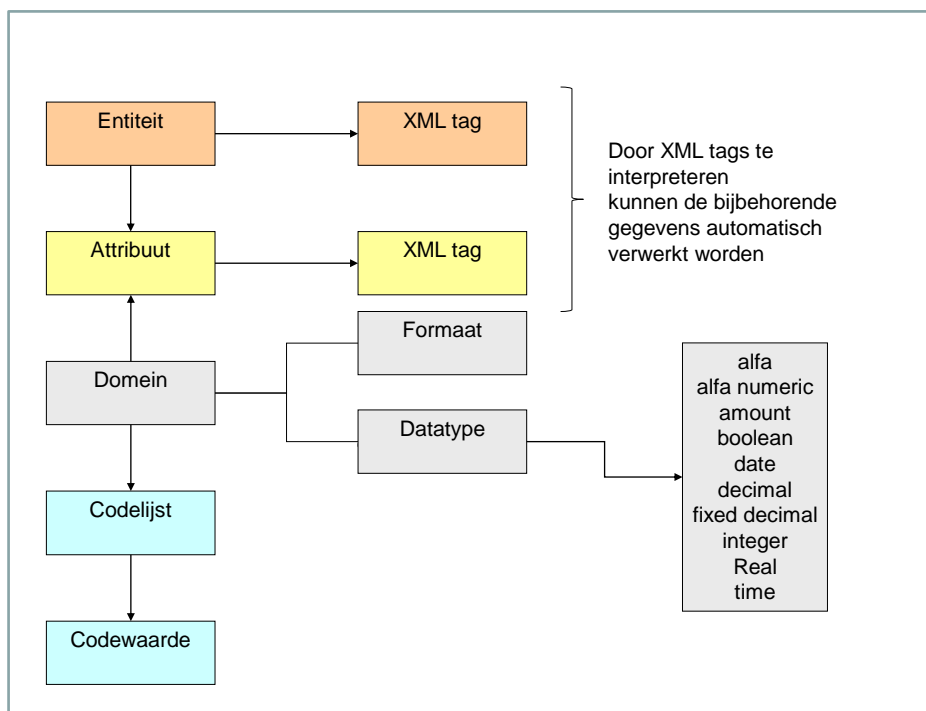 Entiteit
XML tag
Door XML tags te
interpreteren
kunnen de bijbehorende
gegevens automatisch
verwerkt worden
Attribuut
XML tag
Formaat
Domein
Datatype
alfa
alfa numeric
amount
boolean
date
decimal
fixed decimal
integer
Real
time
Codelijst
Codewaarde